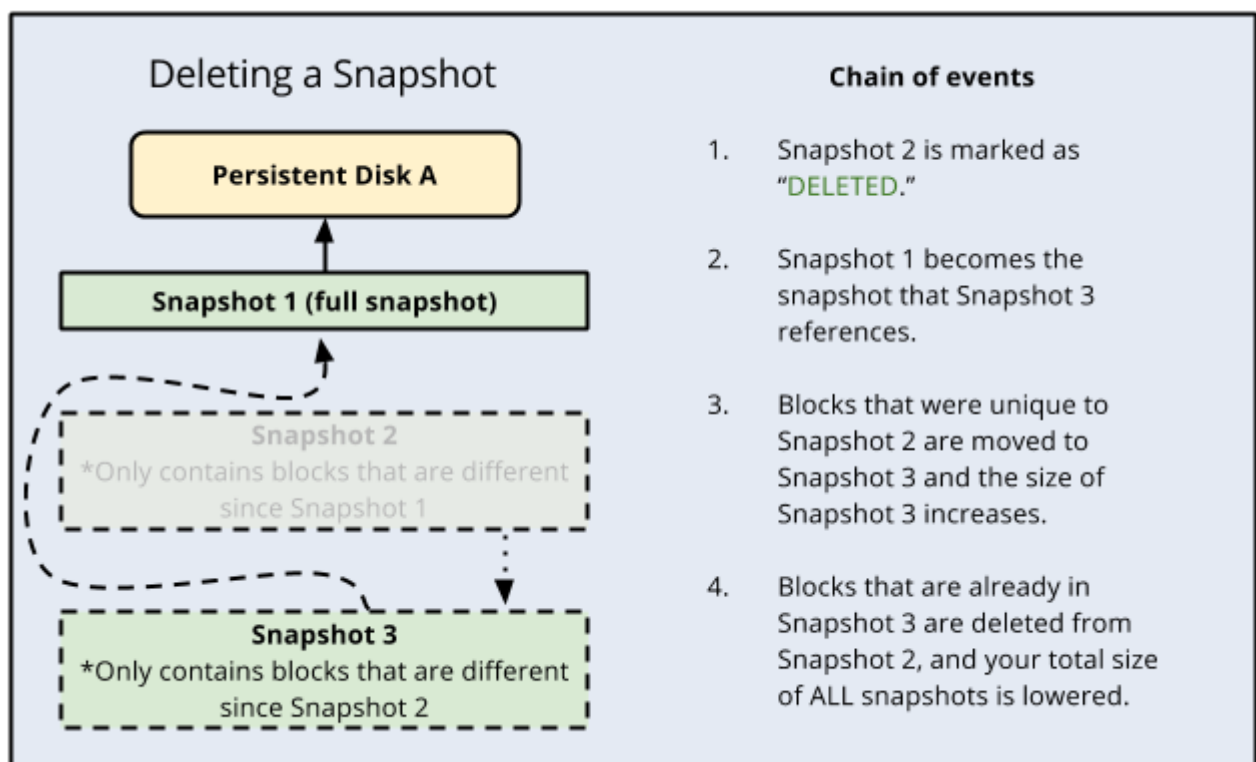 Deleting a Snapshot
Persistent Disk A
Snapshot 1 (full snapshot)
Snapshot 2
*Only contains blocks that are different
since Snapshot 1
Snapshot 3
*Only contains blocks that are different
since Snapshot 2
Chain of events
1. Snapshot 2 is marked as
“DELETED.”
2. Snapshot 1 becomes the
snapshot that Snapshot 3
references.
3. Blocks that were unique to
Snapshot 2 are moved to
Snapshot 3 and the size of
Snapshot 3 increases.
4. Blocks that are already in
Snapshot 3 are deleted from
Snapshot 2, and your total size
of ALL snapshots is lowered.